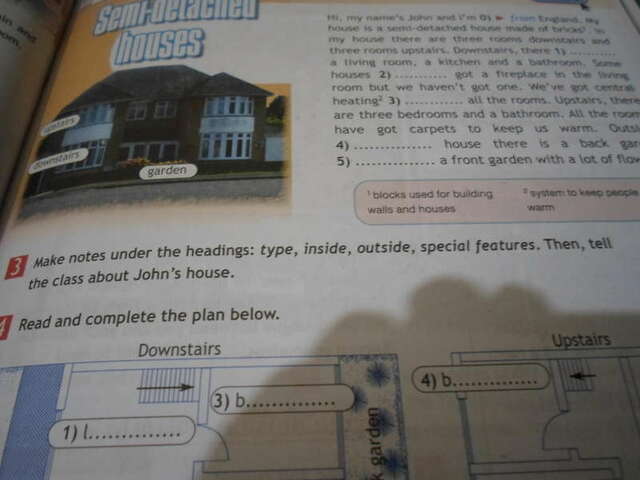 Semi-detached
houses
Hi, my name's John and I'm 0) from England. My
house is a semi-detached house made of bricks¹. In
my house there are three rooms downstairs and
three rooms upstairs. Downstairs, there 1) ............
a living room, a kitchen and a bathroom. Some
houses 2) ............ got a fireplace in the living
room but we haven't got one. We've got central
heating² 3) ............ all the rooms. Upstairs, there
are three bedrooms and a bathroom. All the room
have got carpets to keep us warm. Outsi
4) ............ house there is a back gar
5) ............ a front garden with a lot of flow
upstairs
downstairs
garden
¹ blocks used for building
walls and houses
² system to keep people
warm
3 Make notes under the headings: type, inside, outside, special features. Then, tell
the class about John's house.
4 Read and complete the plan below.
Downstairs
Upstairs
3) b..............
4) b.............
1) l..............
k garden